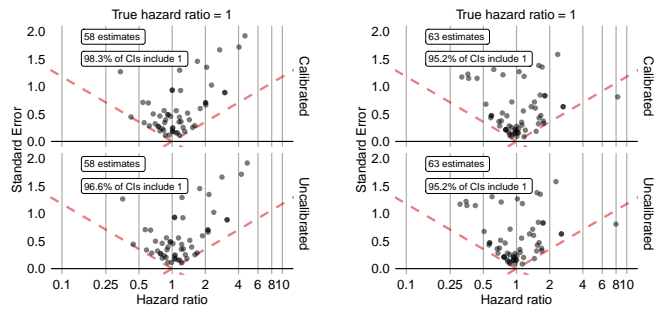 True hazard ratio = 1
2.0
58 estimates
98.3% of CIs include 1
1.5
1.0
0.5
0.0
Calibrated
2.0
58 estimates
96.6% of CIs include 1
1.5
1.0
0.5
0.0
Uncalibrated
Standard Error
0.1 0.25 0.5 1 2 4 6 8 10
Hazard ratio
True hazard ratio = 1
2.0
63 estimates
95.2% of CIs include 1
1.5
1.0
0.5
0.0
Calibrated
2.0
63 estimates
95.2% of CIs include 1
1.5
1.0
0.5
0.0
Uncalibrated
Standard Error
0.1 0.25 0.5 1 2 4 6 8 10
Hazard ratio